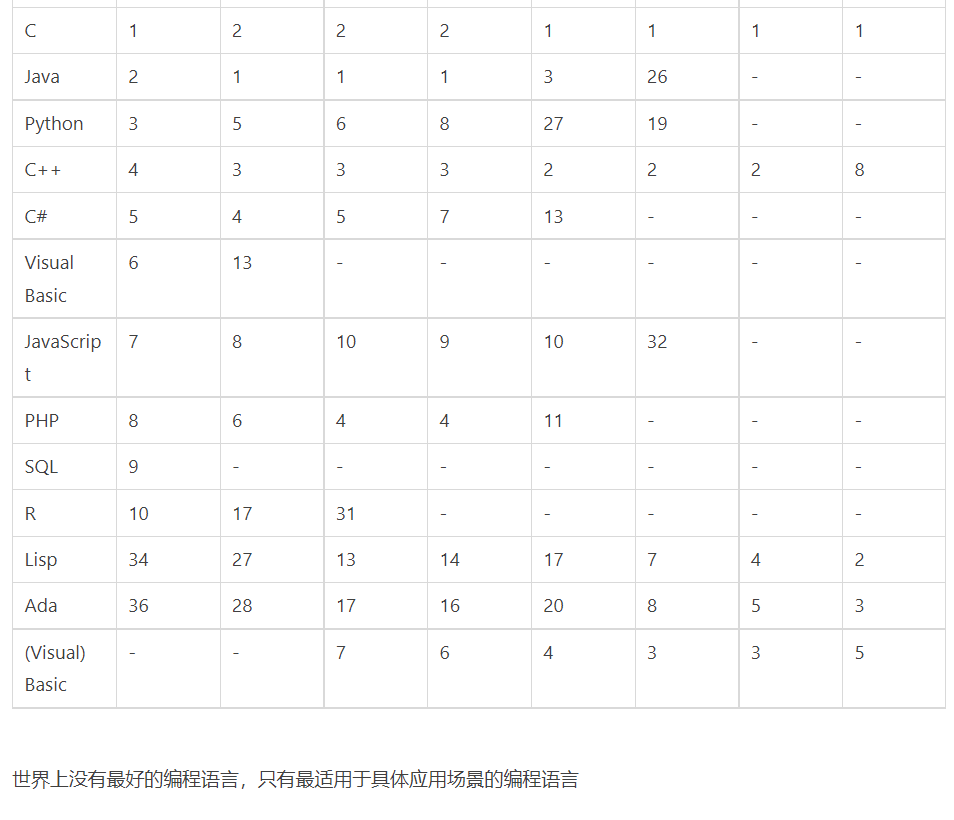 C 1 2 2 2 1 1 1 1
Java 2 1 1 1 3 26 - -
Python 3 5 6 8 27 19 - -
C++ 4 3 3 3 2 2 2 8
C# 5 4 5 7 13 - - -
Visual 6 13 - - - - - -
Basic
JavaScrip 7 8 10 9 10 32 - -
t
PHP 8 6 4 4 11 - - -
SQL 9 - - - - - - -
R 10 17 31 - - - - -
Lisp 34 27 13 14 17 7 4 2
Ada 36 28 17 16 20 8 5 3
(Visual) - - 7 6 4 3 3 5
Basic
世界上没有最好的编程语言，只有最适用于具体应用场景的编程语言